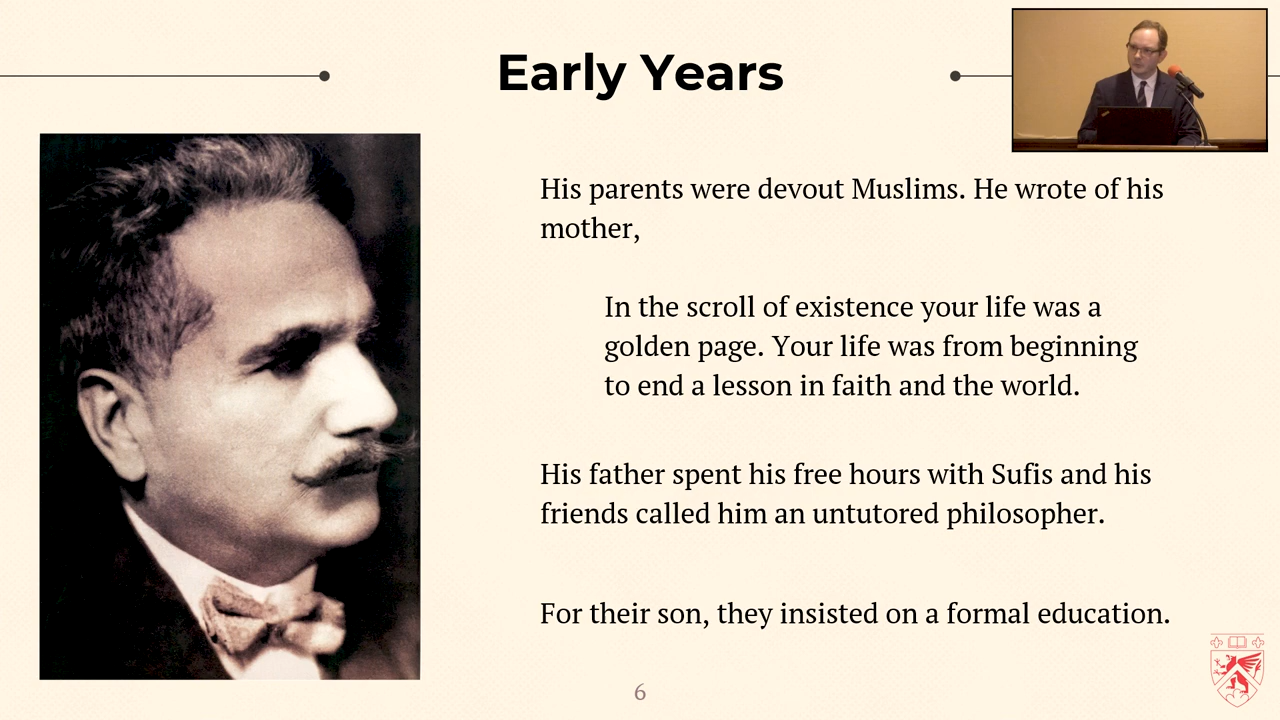 Early Years
His parents were devout Muslims. He wrote of his
mother,
In the scroll of existence your life was a
golden page. Your life was from beginning
to end a lesson in faith and the world.
His father spent his free hours with Sufis and his
friends called him an untutored philosopher.
For their son, they insisted on a formal education.
6